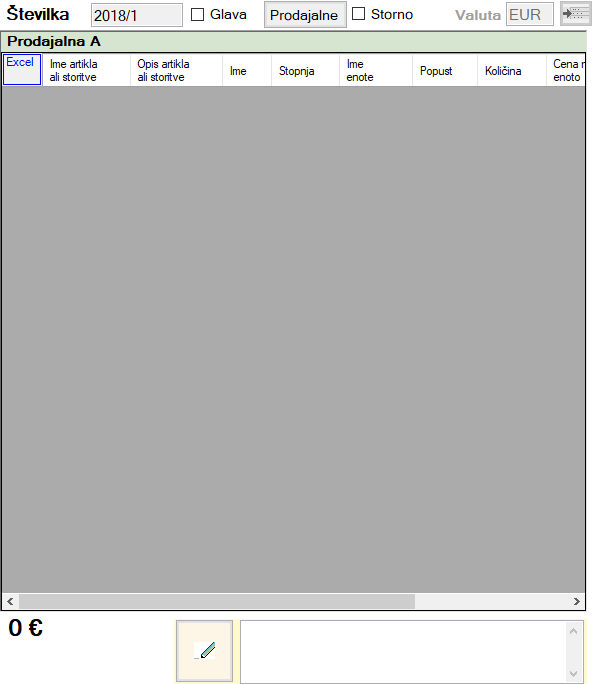 Številka 2018/1 Glava Prodajalne Storno Valuta EUR
Prodajalna A
Excel Ime artikla ali storitve Opis artikla ali storitve Ime Stopnja Ime enote Popust Količina Cena enoto
0 €